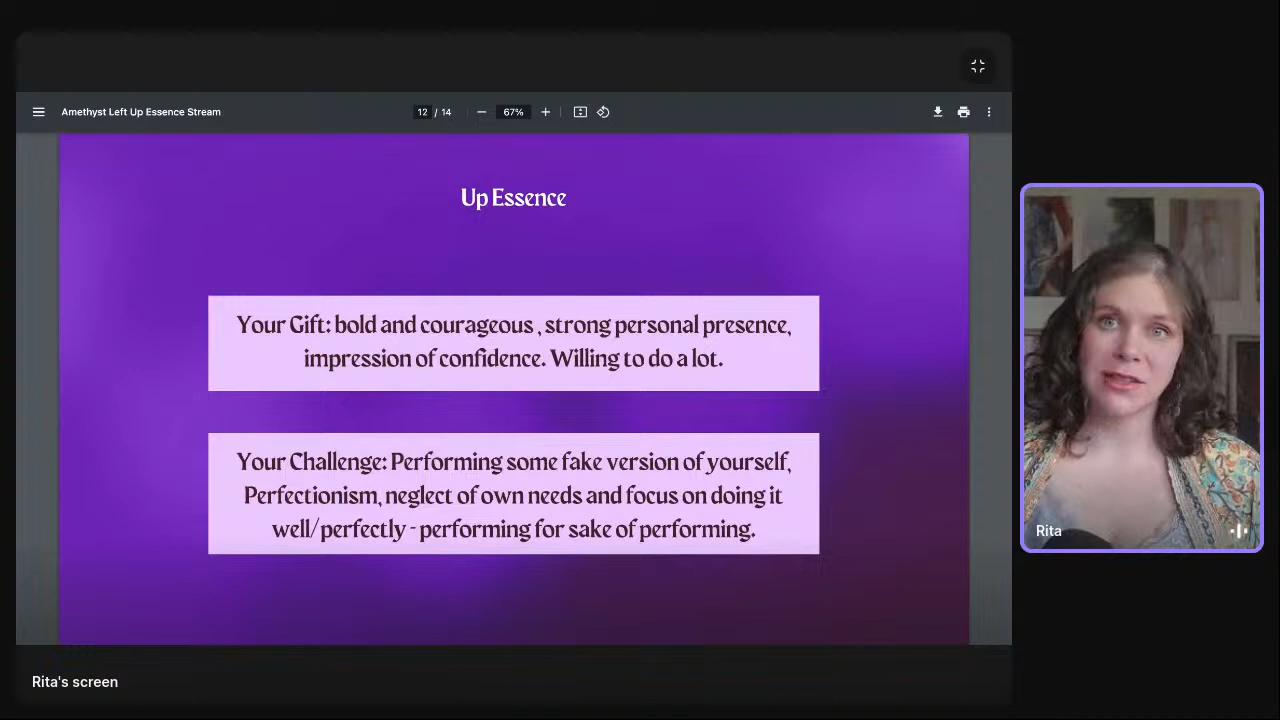 Amethyst Left Up Essence Stream
12 / 14
67%
Up Essence
Your Gift: bold and courageous , strong personal presence,
impression of confidence. Willing to do a lot.
Your Challenge: Performing some fake version of yourself,
Perfectionism, neglect of own needs and focus on doing it
well/perfectly - performing for sake of performing.
Rita
Rita's screen